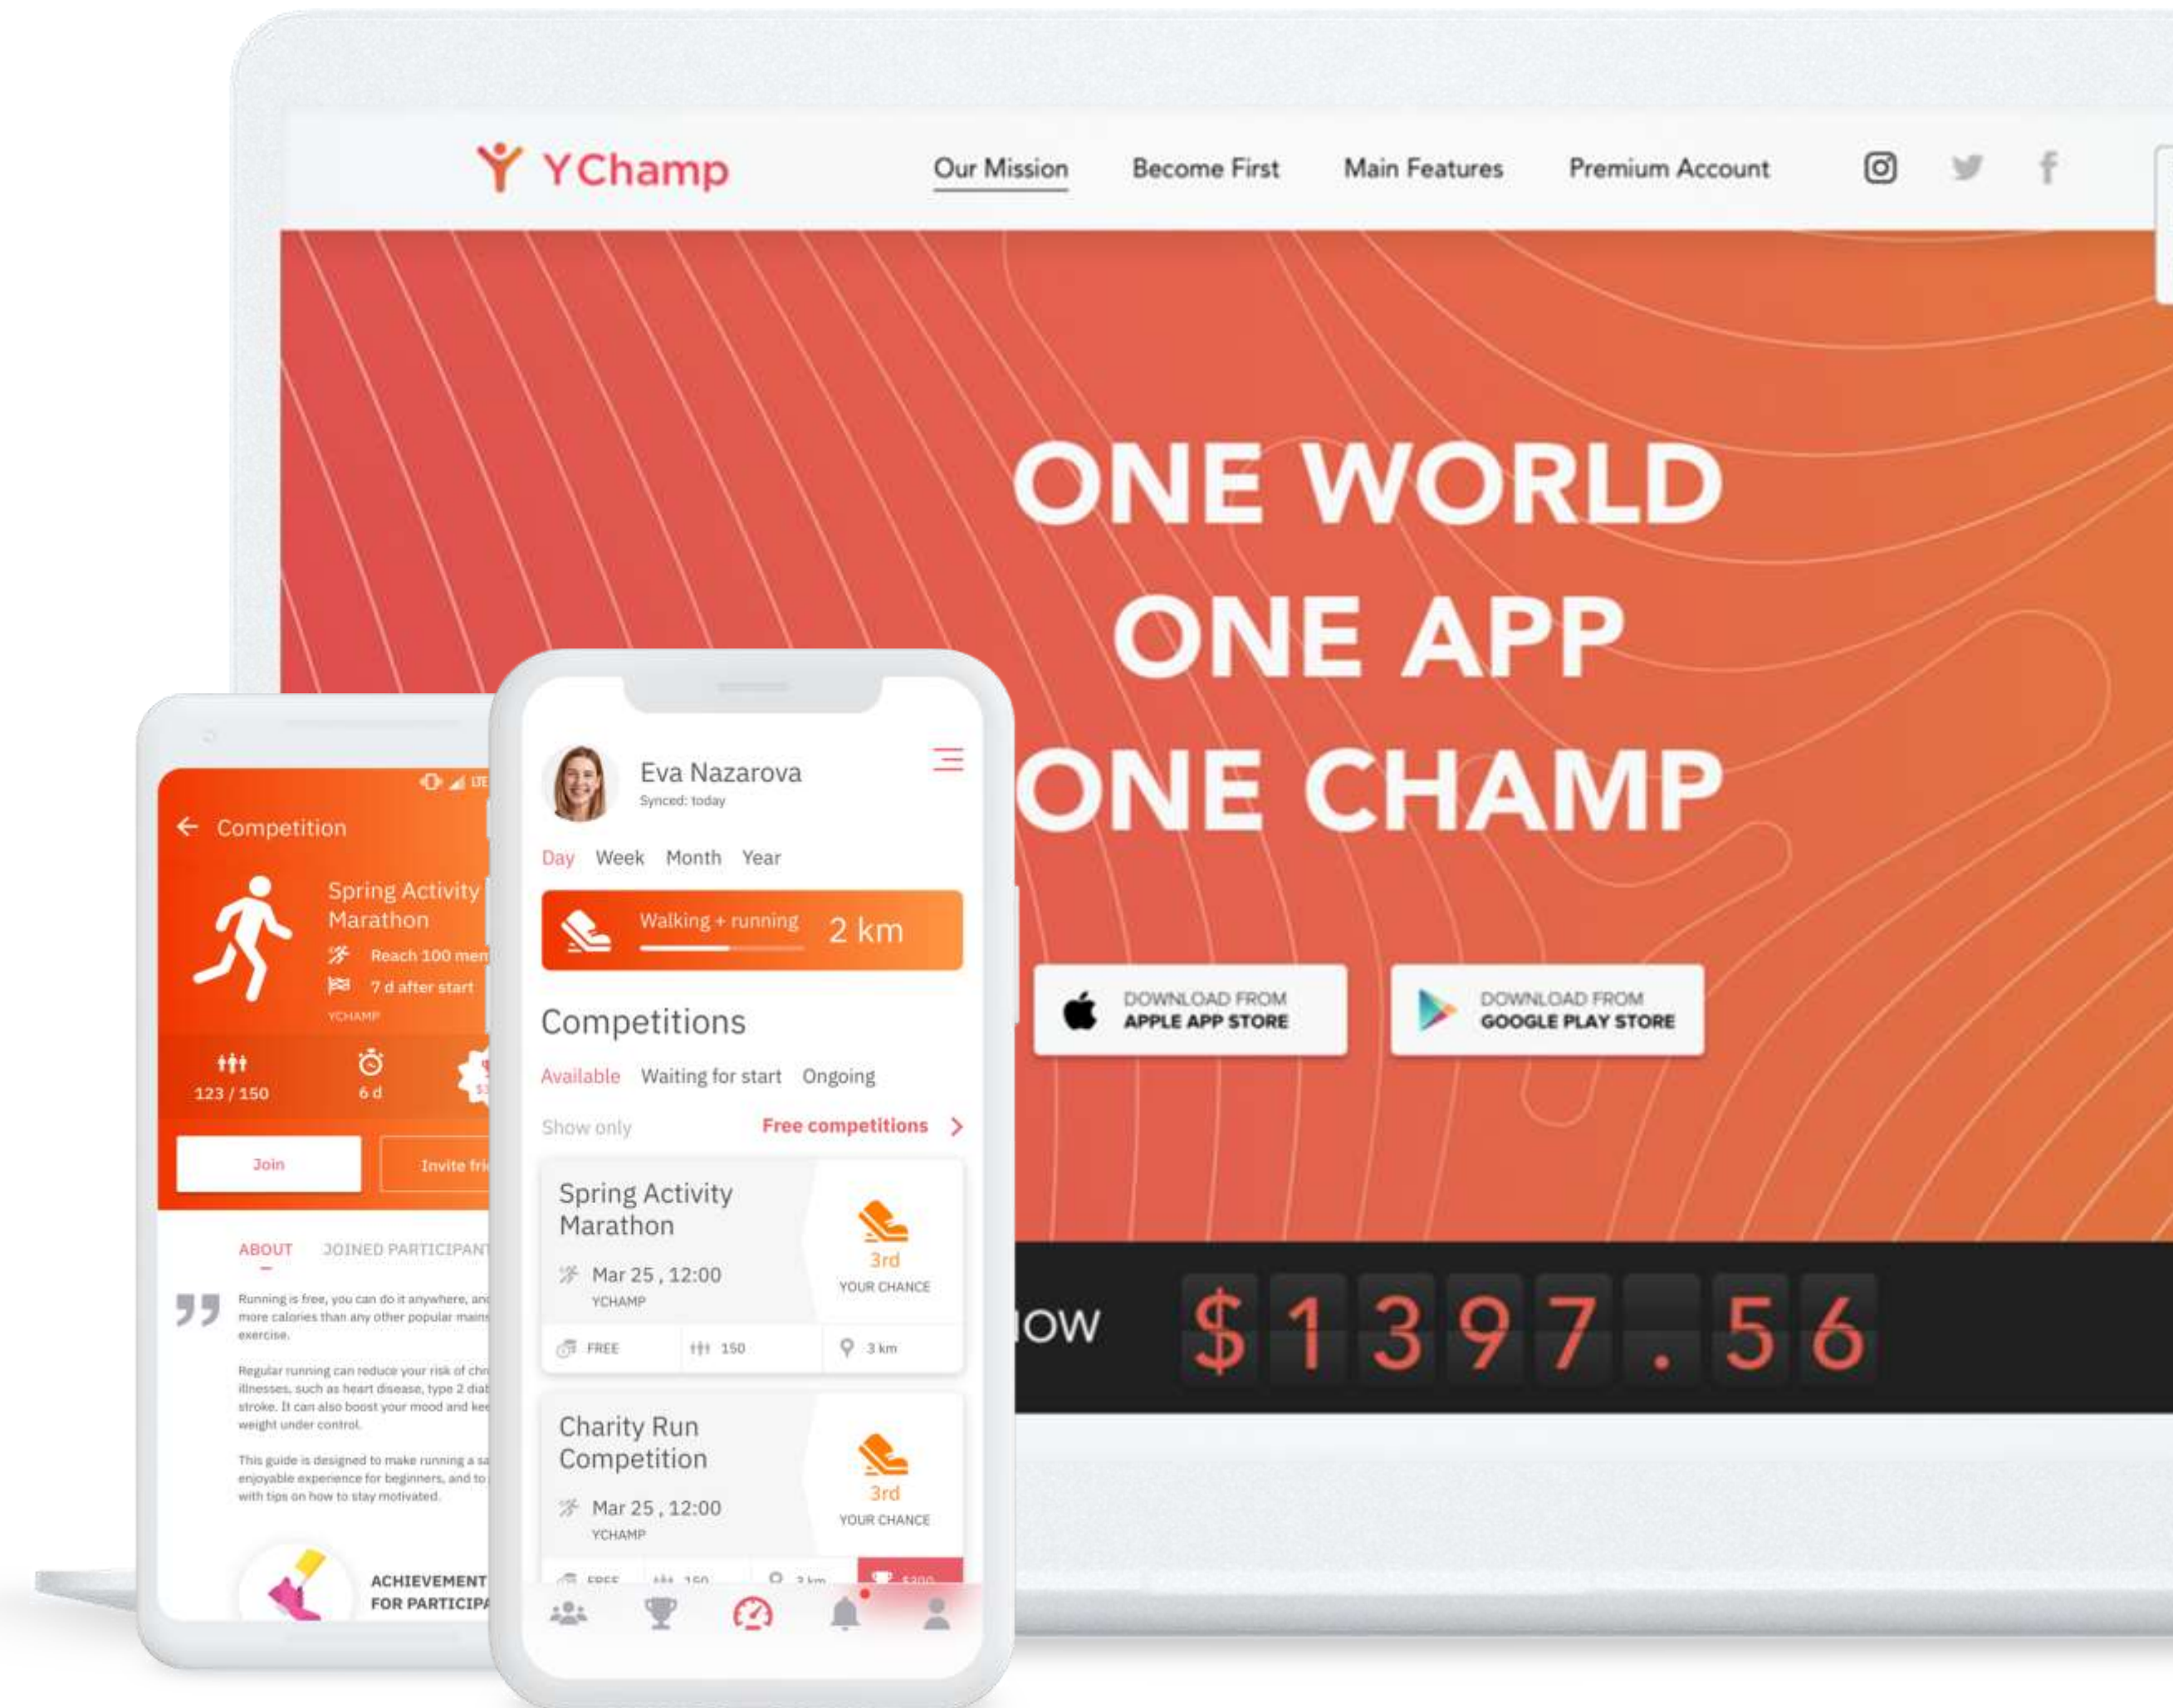 YChamp
Our Mission
Become First
Main Features
Premium Account
ONE WORLD
ONE APP
ONE CHAMP
DOWNLOAD FROM
APPLE APP STORE
DOWNLOAD FROM
GOOGLE PLAY STORE
$1397.56
LTE
Competition
Spring Activity
Marathon
Reach 100
7 d after start
YCHAMP
123 / 150
6 d
Join
Invite
ABOUT
JOINED
Running is free, you can do it anywhere,
more calories than any other popular
exercise.
Regular running can reduce your risk of
illnesses, such as heart disease, type 2
stroke. It can also boost your mood and
weight under control.
This guide is designed to make running a
enjoyable experience for beginners, and to
with tips on how to stay motivated.
ACHIEVEMENT
FOR
Eva Nazarova
Synced: today
Day
Week
Month
Year
Walking + running
2 km
Competitions
Available
Waiting for start
Ongoing
Show only
Free competitions
Spring Activity
Marathon
Mar 25 , 12:00
YCHAMP
3rd
YOUR CHANCE
FREE
150
3 km
Charity Run
Competition
Mar 25 , 12:00
YCHAMP
3rd
YOUR CHANCE
FREE
150
3 km
$300